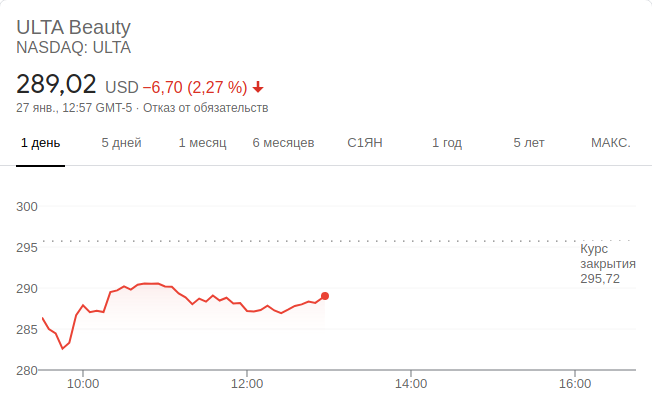 ULTA Beauty
NASDAQ: ULTA
289,02 USD −6,70 (2,27 %)
27 янв., 12:57 GMT-5 · Отказ от обязательств
1 день 5 дней 1 месяц 6 месяцев С1ЯН 1 год 5 лет МАКС.
300
295
290
285
280
Курс
закрытия
295,72
10:00 12:00 14:00 16:00